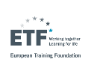 ETF
Working together
Learning for life
European Training Foundation